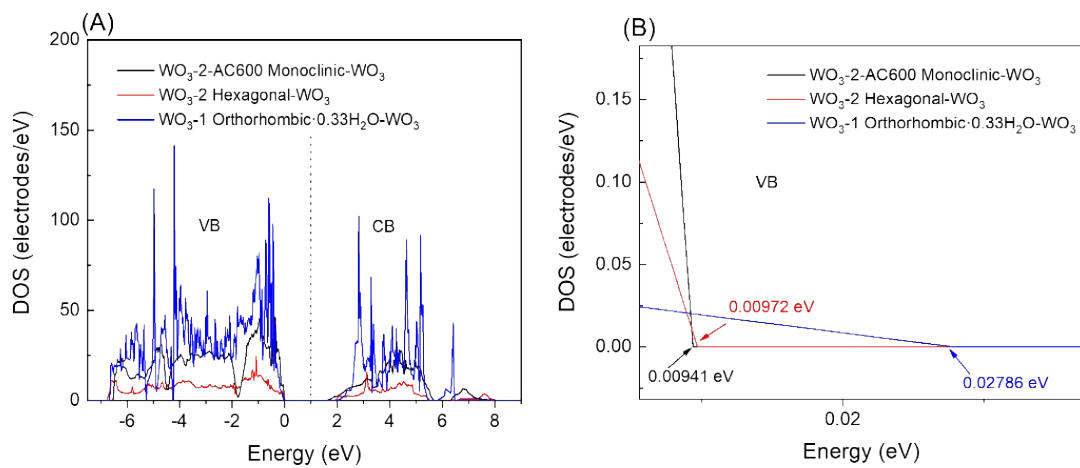 (A)
200
150
100
50
0
DOS (electrodes/eV)
WO₃-2-AC600 Monoclinic-WO₃
WO₃-2 Hexagonal-WO₃
WO₃-1 Orthorhombic·0.33H₂O-WO₃
VB
CB
-6 -4 -2 0 2 4 6 8
Energy (eV)
(B)
0.15
0.10
0.05
0.00
DOS (electrodes/eV)
WO₃-2-AC600 Monoclinic-WO₃
WO₃-2 Hexagonal-WO₃
WO₃-1 Orthorhombic·0.33H₂O-WO₃
VB
0.00972 eV
0.00941 eV
0.02786 eV
0.02
Energy (eV)